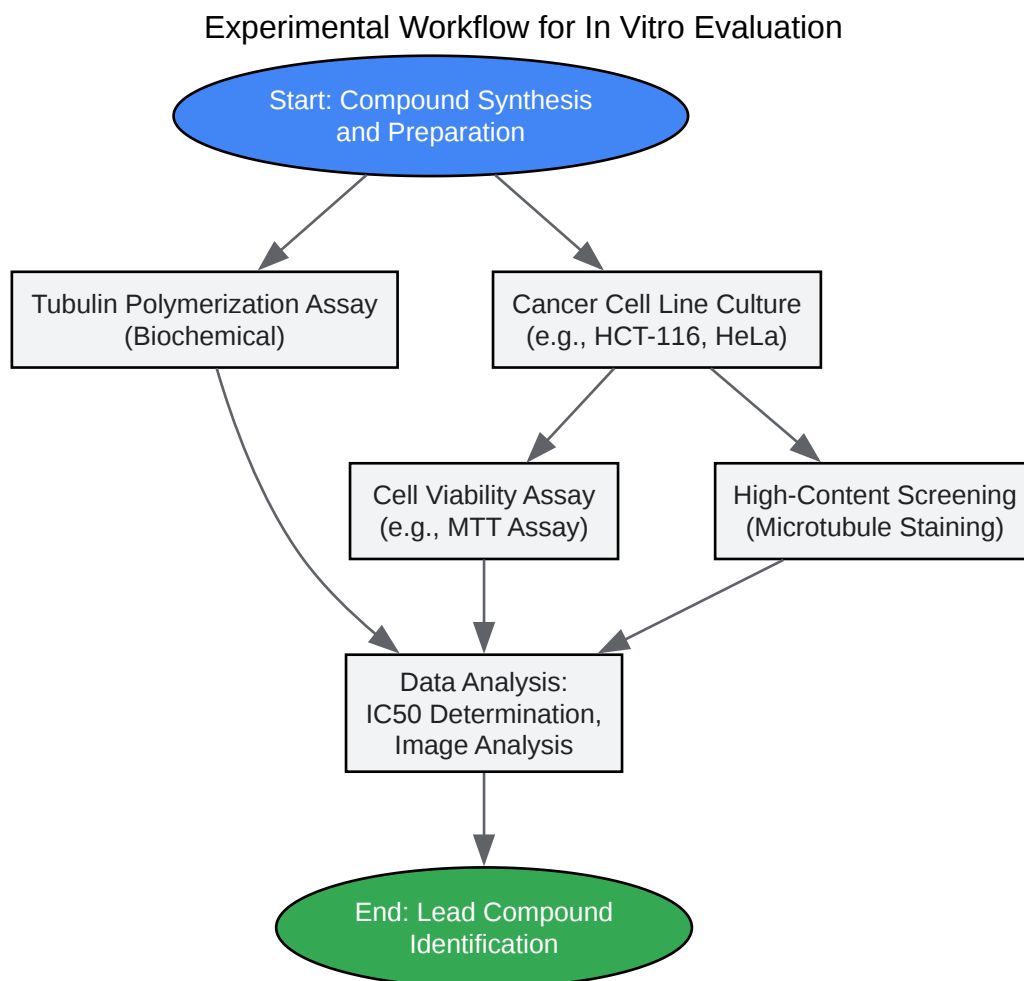 Experimental Workflow for In Vitro Evaluation
Start: Compound Synthesis
and Preparation
Tubulin Polymerization Assay
(Biochemical)
Cancer Cell Line Culture
(e.g., HCT-116, HeLa)
Cell Viability Assay
(e.g., MTT Assay)
High-Content Screening
(Microtubule Staining)
Data Analysis:
IC50 Determination,
Image Analysis
End: Lead Compound
Identification